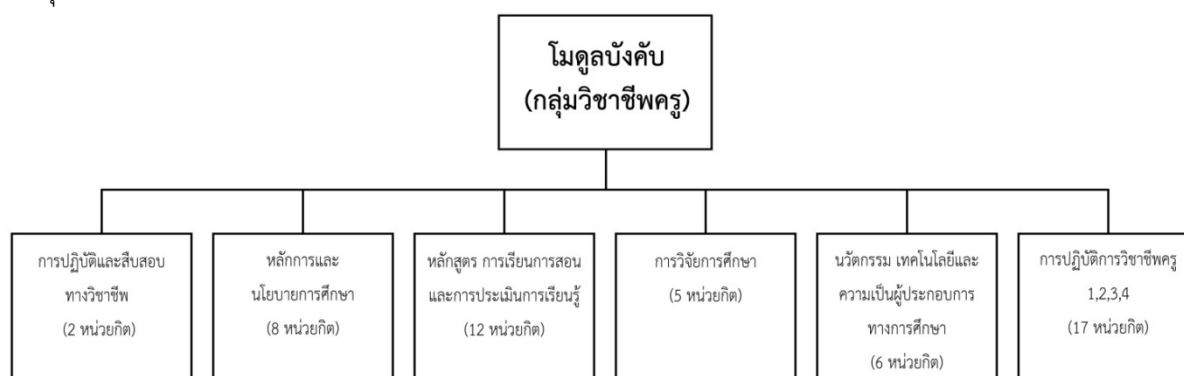 โมดูลบังคับ
(กลุ่มวิชาชีพครู)
การปฏิบัติและสืบสอบ
ทางวิชาชีพ
(2 หน่วยกิต)
หลักการและ
นโยบายการศึกษา
(8 หน่วยกิต)
หลักสูตร การเรียนการสอน
และการประเมินการเรียนรู้
(12 หน่วยกิต)
การวิจัยการศึกษา
(5 หน่วยกิต)
นวัตกรรม เทคโนโลยีและ
ความเป็นผู้ประกอบการ
ทางการศึกษา
(6 หน่วยกิต)
การปฏิบัติการวิชาชีพครู
1,2,3,4
(17 หน่วยกิต)